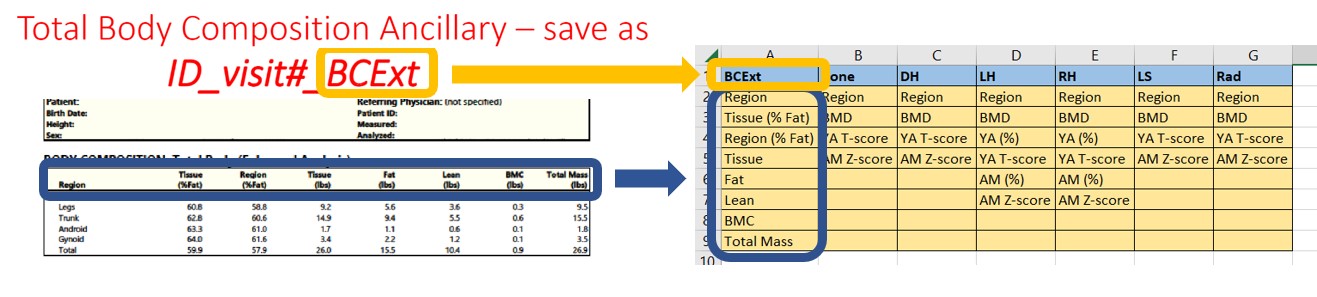 Total Body Composition Ancillary – save as
ID_visit#_BCExt
Patient: Referring Physician: (not specified)
Birth Date: Patient ID:
Height: Measured:
Sex: Analyzed:
Tissue Region Tissue Fat Lean BMC Total Mass
Region (%Fat) (%Fat) (lbs) (lbs) (lbs) (lbs) (lbs)
Legs 60.8 58.8 9.2 5.6 3.6 0.3 9.5
Trunk 62.8 60.6 14.9 9.4 5.5 0.6 15.5
Android 63.3 61.0 1.7 1.1 0.6 0.1 1.8
Gynoid 64.0 61.6 3.4 2.2 1.2 0.1 3.5
Total 59.9 57.9 26.0 15.5 10.4 0.9 26.9
A B C D E F G
1 BCExt one DH LH RH LS Rad
2 Region Region Region Region Region Region Region
3 Tissue (% Fat) BMD BMD BMD BMD BMD BMD
4 Region (% Fat) YA T-score YA T-score YA (%) YA (%) YA T-score YA T-score
5 Tissue AM Z-score AM Z-score YA T-score YA T-score AM Z-score AM Z-score
6 Fat AM (%) AM (%)
7 Lean AM Z-score AM Z-score
8 BMC
9 Total Mass
10